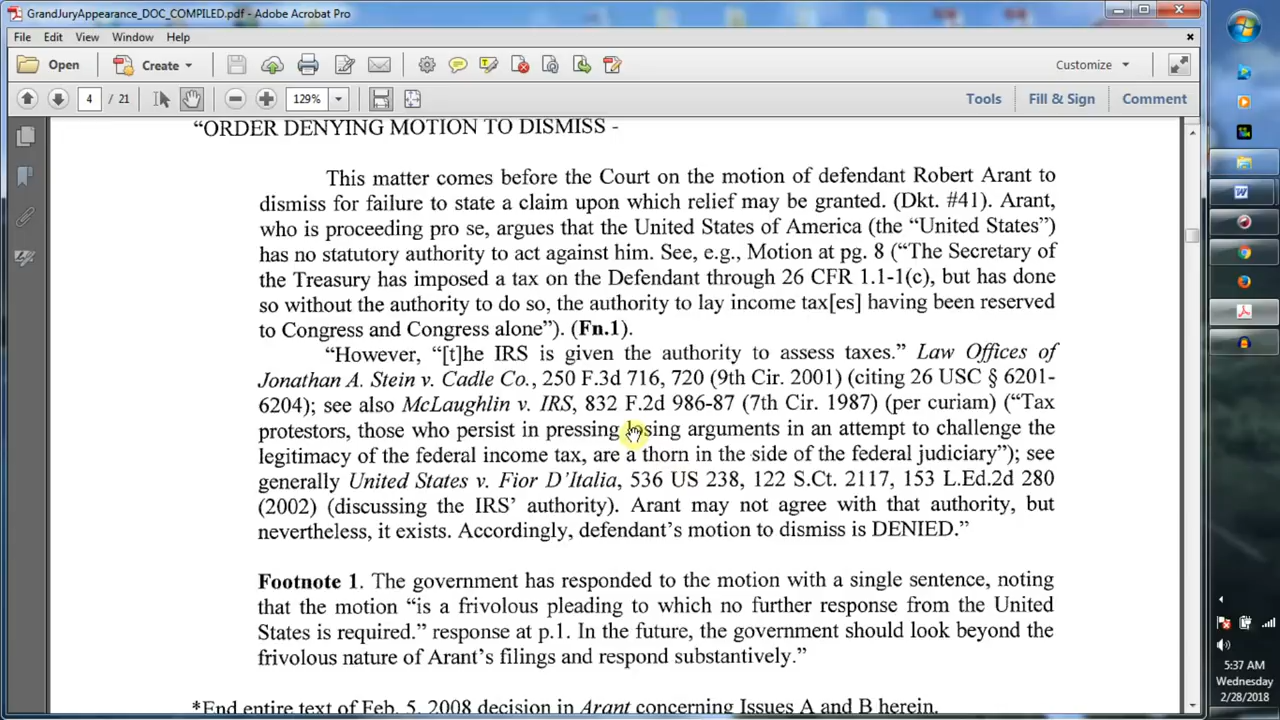 GrandJuryAppearance_DOC_COMPILED.pdf - Adobe Acrobat Pro
File Edit View Window Help
Open Create Customize
4 / 21 129% Tools Fill & Sign Comment
“ORDER DENYING MOTION TO DISMISS -
This matter comes before the Court on the motion of defendant Robert Arant to
dismiss for failure to state a claim upon which relief may be granted. (Dkt. #41). Arant,
who is proceeding pro se, argues that the United States of America (the “United States”)
has no statutory authority to act against him. See, e.g., Motion at pg. 8 (“The Secretary of
the Treasury has imposed a tax on the Defendant through 26 CFR 1.1-1(c), but has done
so without the authority to do so, the authority to lay income tax[es] having been reserved
to Congress and Congress alone”). (Fn.1).
“However, “[t]he IRS is given the authority to assess taxes.” Law Offices of
Jonathan A. Stein v. Cadle Co., 250 F.3d 716, 720 (9th Cir. 2001) (citing 26 USC § 6201-
6204); see also McLaughlin v. IRS, 832 F.2d 986-87 (7th Cir. 1987) (per curiam) (“Tax
protestors, those who persist in pressing losing arguments in an attempt to challenge the
legitimacy of the federal income tax, are a thorn in the side of the federal judiciary”); see
generally United States v. Fior D’Italia, 536 US 238, 122 S.Ct. 2117, 153 L.Ed.2d 280
(2002) (discussing the IRS’ authority). Arant may not agree with that authority, but
nevertheless, it exists. Accordingly, defendant’s motion to dismiss is DENIED.”
Footnote 1. The government has responded to the motion with a single sentence, noting
that the motion “is a frivolous pleading to which no further response from the United
States is required.” response at p.1. In the future, the government should look beyond the
frivolous nature of Arant’s filings and respond substantively.”
*End entire text of Feb. 5, 2008 decision in Arant concerning Issues A and B herein.
5:37 AM
Wednesday
2/28/2018